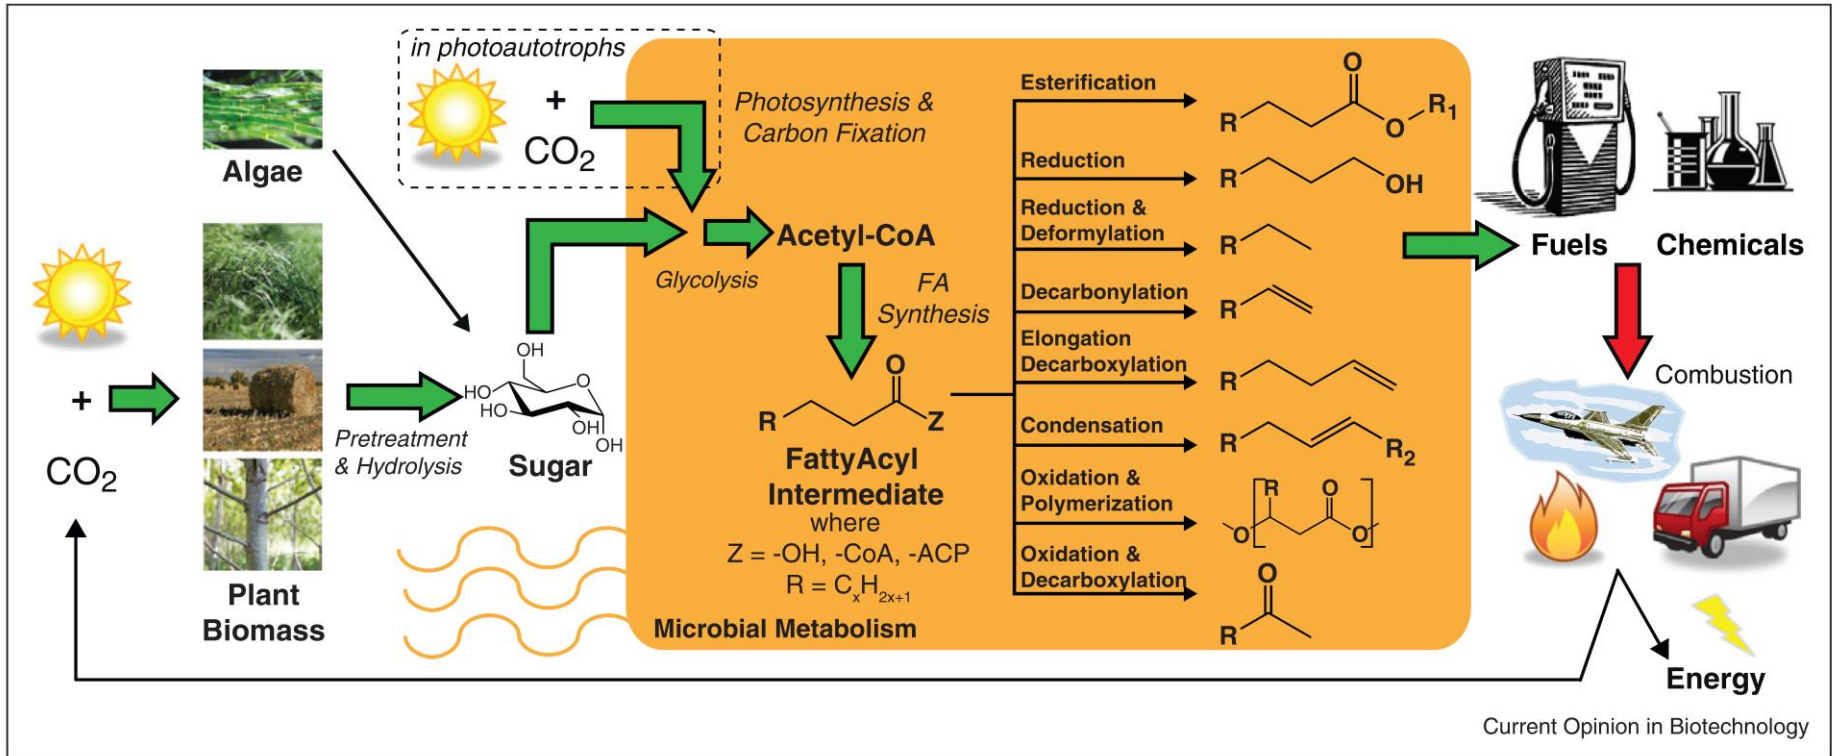 in photoautotrophs
+
CO2
Photosynthesis &
Carbon Fixation
Algae
+
CO2
Plant
Biomass
Pretreatment
& Hydrolysis
OH
O
HO
HO
OH
OH
Sugar
Glycolysis
Acetyl-CoA
FA
Synthesis
O
R
Z
FattyAcyl
Intermediate
where
Z = -OH, -CoA, -ACP
R = CxH2x+1
Microbial Metabolism
Esterification
O
R
O
R1
Reduction
R
OH
Reduction &
Deformylation
R
Decarbonylation
R
Elongation
Decarboxylation
R
Condensation
R
R2
Oxidation &
Polymerization
R
O
O
O
Oxidation &
Decarboxylation
O
R
Fuels
Chemicals
Combustion
Energy
Current Opinion in Biotechnology